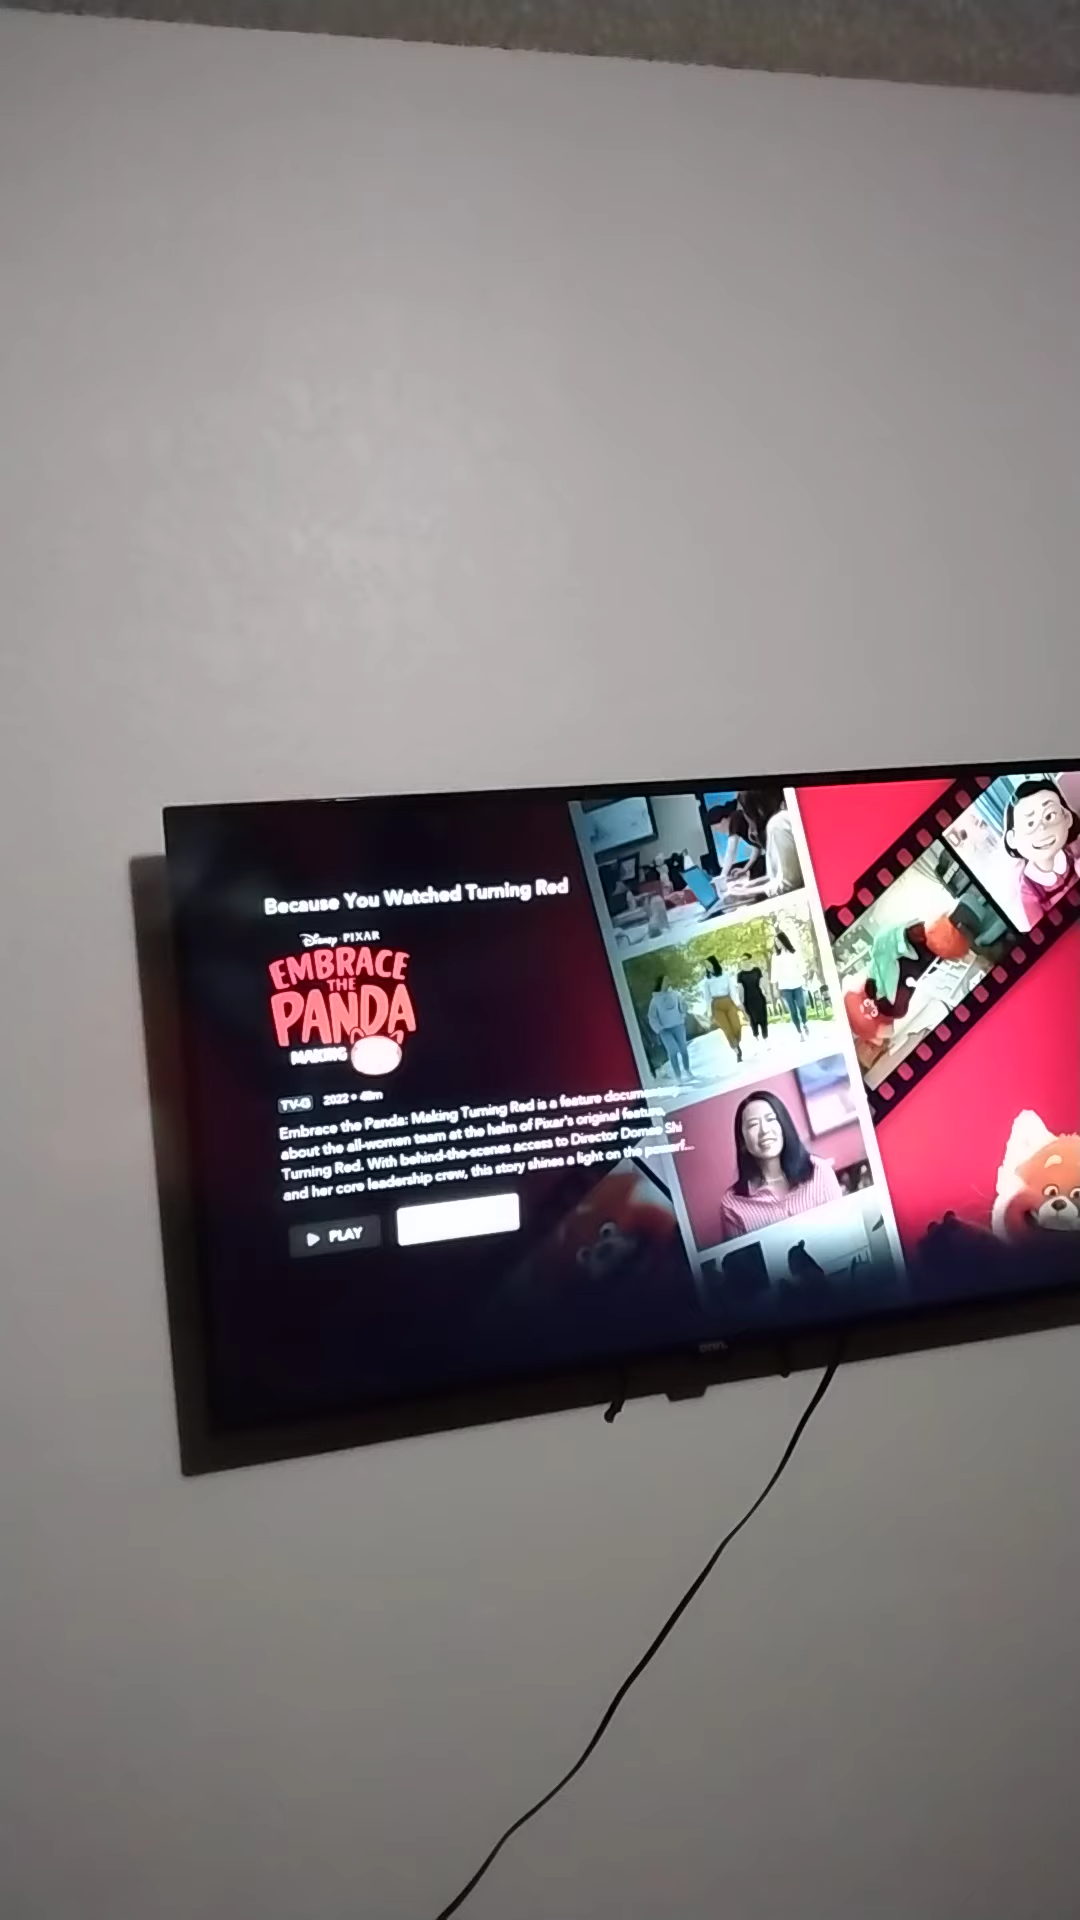 Because You Watched Turning Red
Disney PIXAR
EMBRACE
THE
PANDA
MAKING
TV-G 2022 •
Embrace the Panda: Making Turning Red is a feature
about the all-women team at the helm of Pixar's original feature,
Turning Red. With behind-the-scenes access to Director Domee Shi
and her core leadership crew, this story shines a light on the powerf...
PLAY